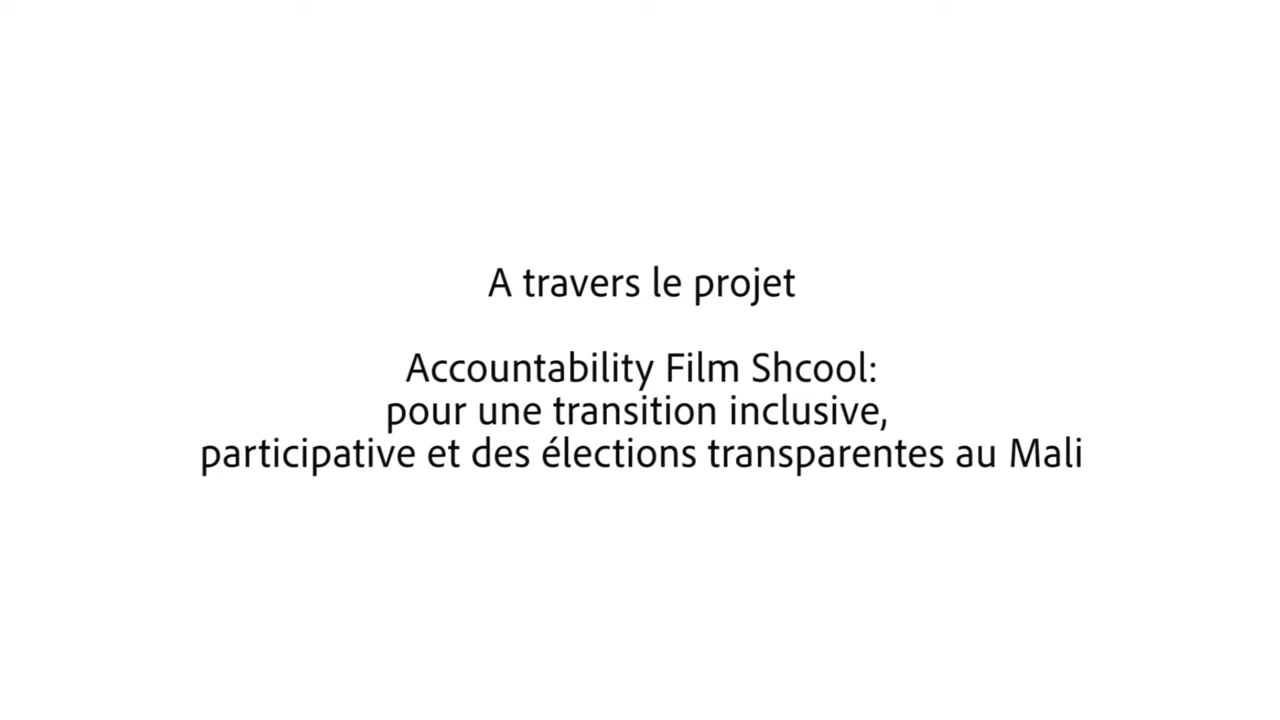 A travers le projet
Accountability Film Shcool:
pour une transition inclusive,
participative et des élections transparentes au Mali